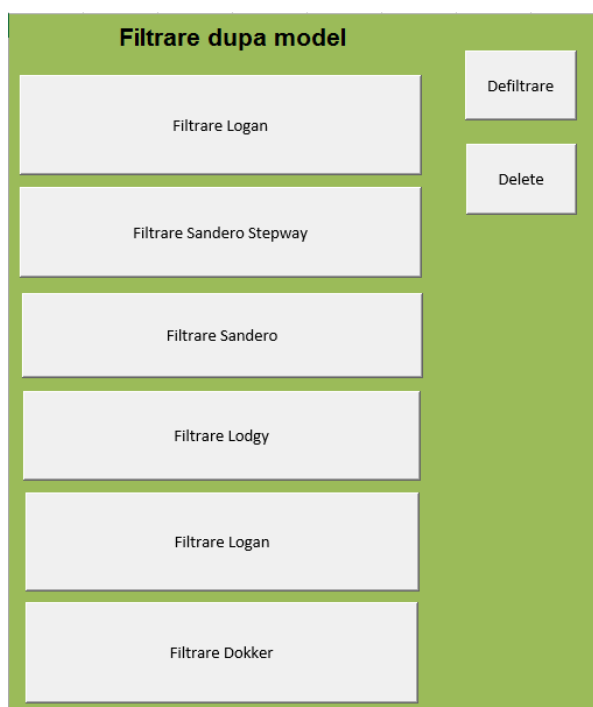 Filtrare dupa model
Defiltrare
Filtrare Logan
Delete
Filtrare Sandero Stepway
Filtrare Sandero
Filtrare Lodgy
Filtrare Logan
Filtrare Dokker